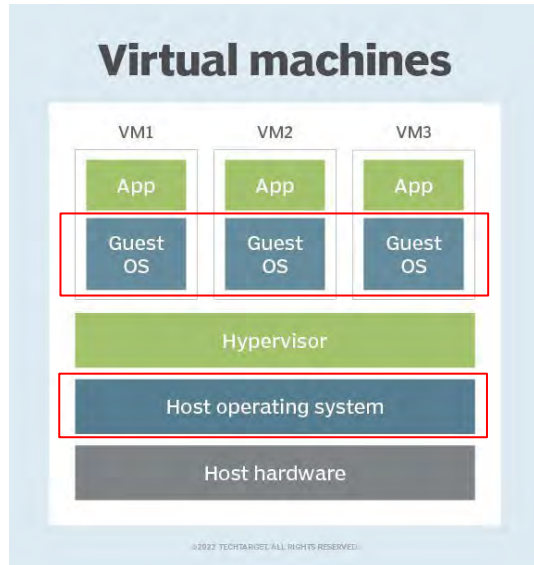 Virtual machines
VM1 VM2 VM3
App App App
Guest OS Guest OS Guest OS
Hypervisor
Host operating system
Host hardware
©2022 TECHTARGET. ALL RIGHTS RESERVED.